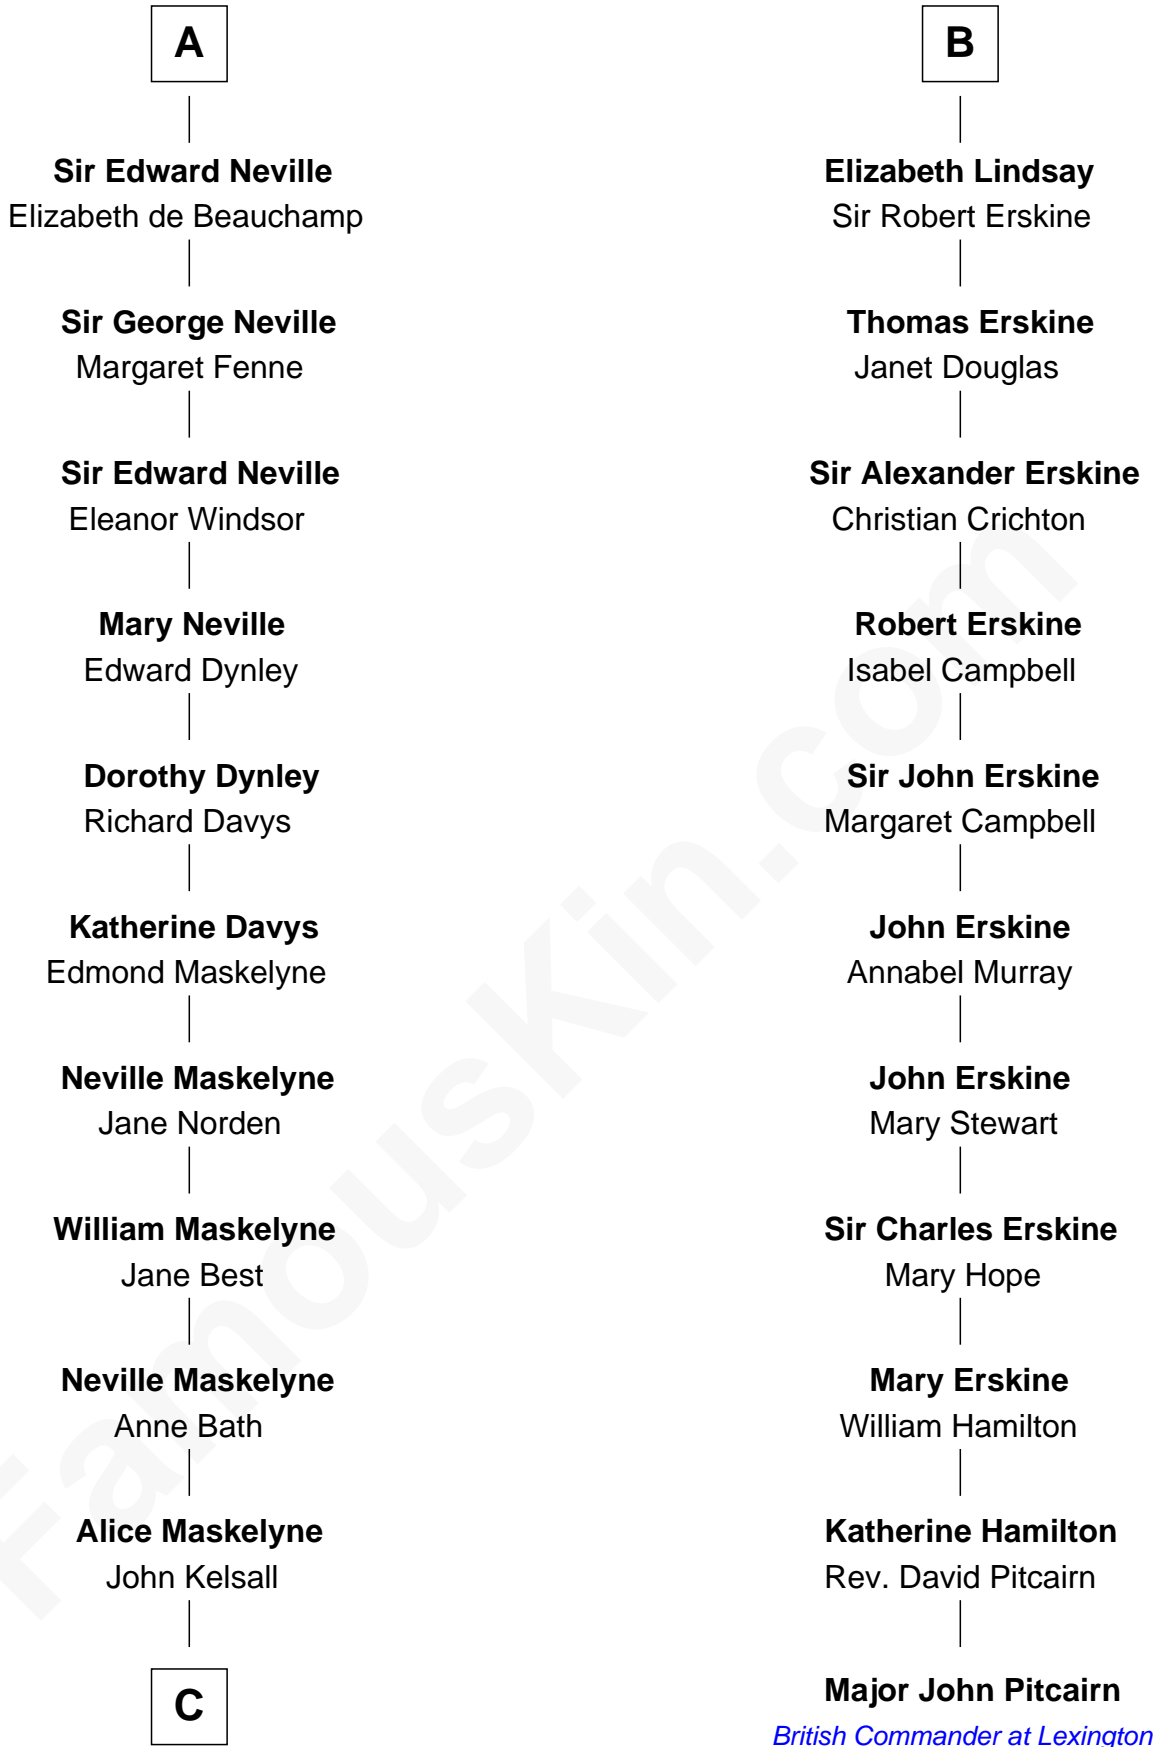 A
Sir Edward Neville
Elizabeth de Beauchamp
Sir George Neville
Margaret Fenne
Sir Edward Neville
Eleanor Windsor
Mary Neville
Edward Dynley
Dorothy Dynley
Richard Davys
Katherine Davys
Edmond Maskelyne
Neville Maskelyne
Jane Norden
William Maskelyne
Jane Best
Neville Maskelyne
Anne Bath
Alice Maskelyne
John Kelsall
C
B
Elizabeth Lindsay
Sir Robert Erskine
Thomas Erskine
Janet Douglas
Sir Alexander Erskine
Christian Crichton
Robert Erskine
Isabel Campbell
Sir John Erskine
Margaret Campbell
John Erskine
Annabel Murray
John Erskine
Mary Stewart
Sir Charles Erskine
Mary Hope
Mary Erskine
William Hamilton
Katherine Hamilton
Rev. David Pitcairn
Major John Pitcairn
British Commander at Lexington
FamousKin.com